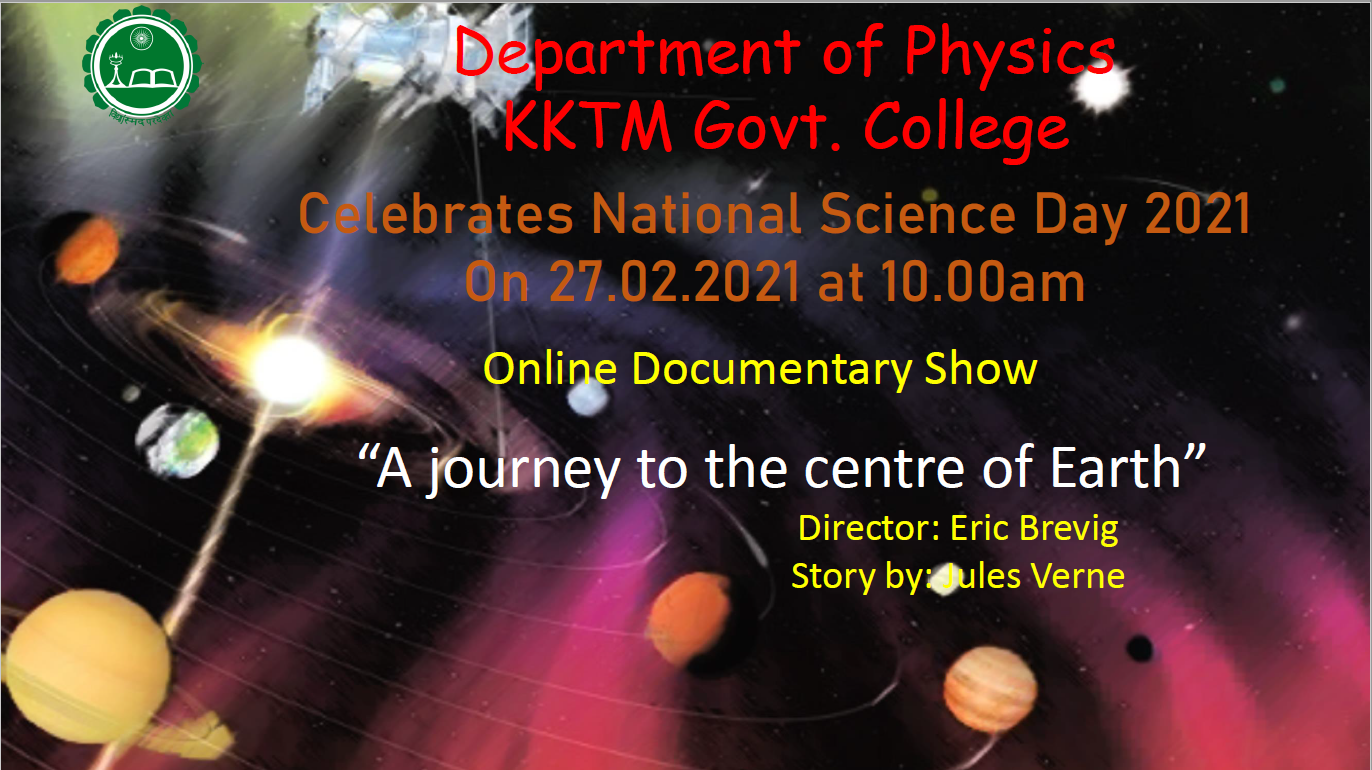 Department of Physics
KKTM Govt. College
Celebrates National Science Day 2021
On 27.02.2021 at 10.00am
Online Documentary Show
“A journey to the centre of Earth”
Director: Eric Brevig
Story by: Jules Verne